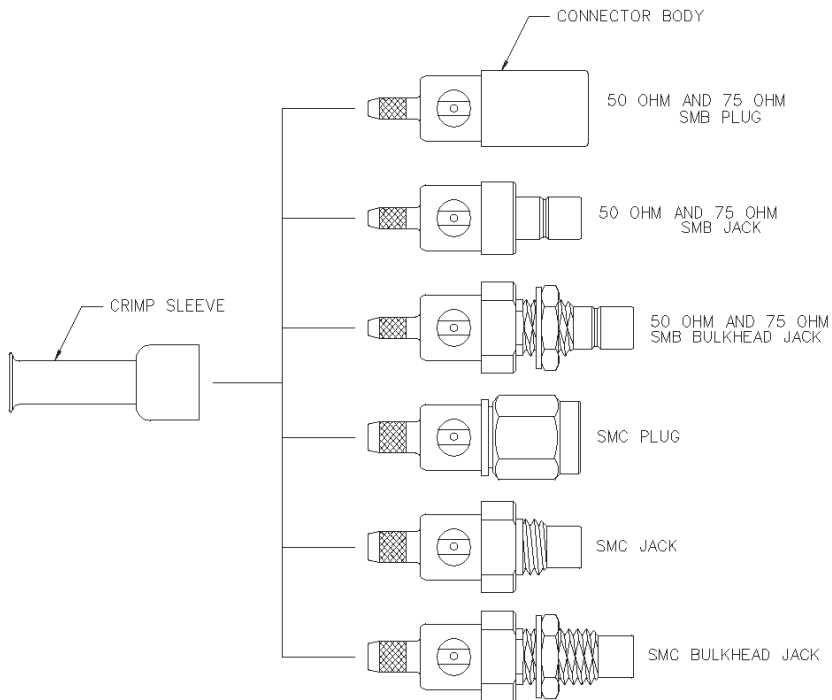 CONNECTOR BODY
50 OHM AND 75 OHM
SMB PLUG
50 OHM AND 75 OHM
SMB JACK
CRIMP SLEEVE
50 OHM AND 75 OHM
SMB BULKHEAD JACK
SMC PLUG
SMC JACK
SMC BULKHEAD JACK